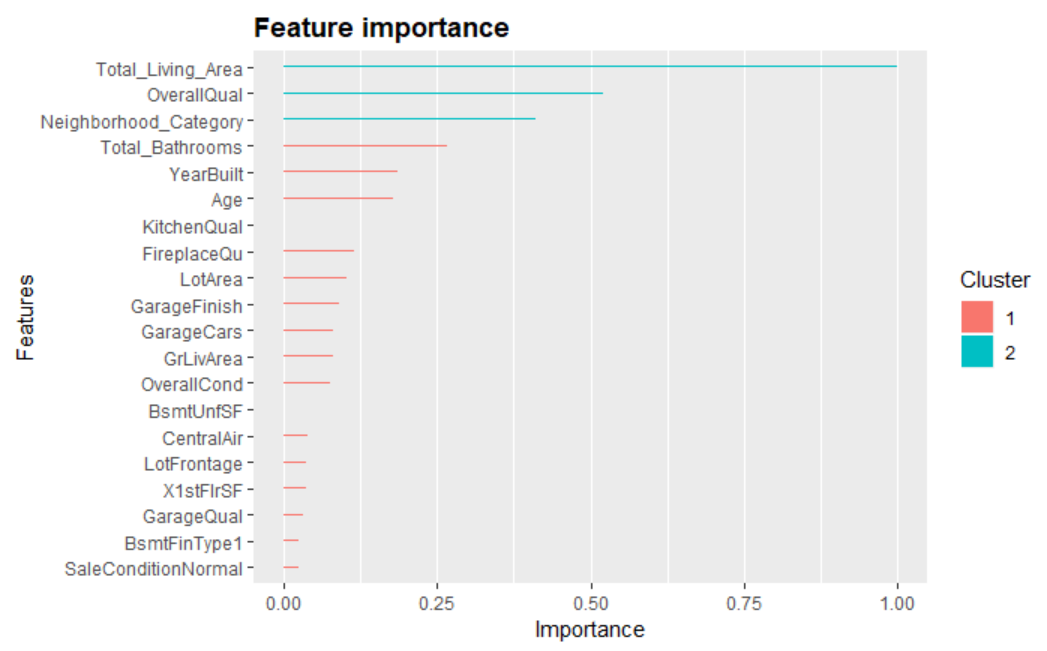 Feature importance
Total_Living_Area
OverallQual
Neighborhood_Category
Total_Bathrooms
YearBuilt
Age
KitchenQual
FireplaceQu
LotArea
GarageFinish
GarageCars
GrLivArea
OverallCond
BsmtUnfSF
CentralAir
LotFrontage
X1stFlrSF
GarageQual
BsmtFinType1
SaleConditionNormal
Features
0.00 0.25 0.50 0.75 1.00
Importance
Cluster
1
2